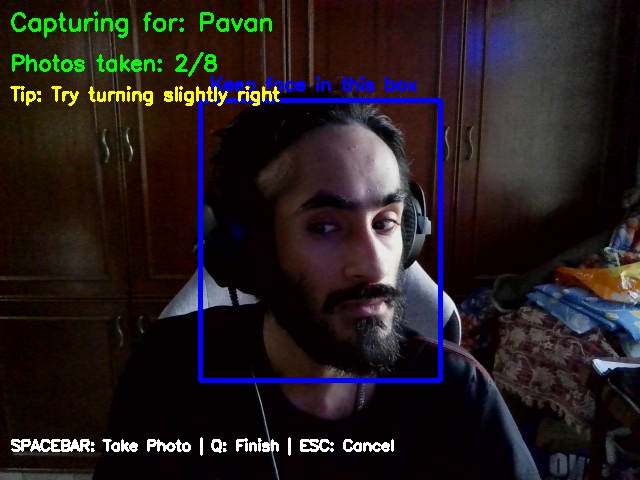 Capturing for: Pavan
Photos taken: 2/8
Keep face in this box
Tip: Try turning slightly right
SPACEBAR: Take Photo | Q: Finish | ESC: Cancel